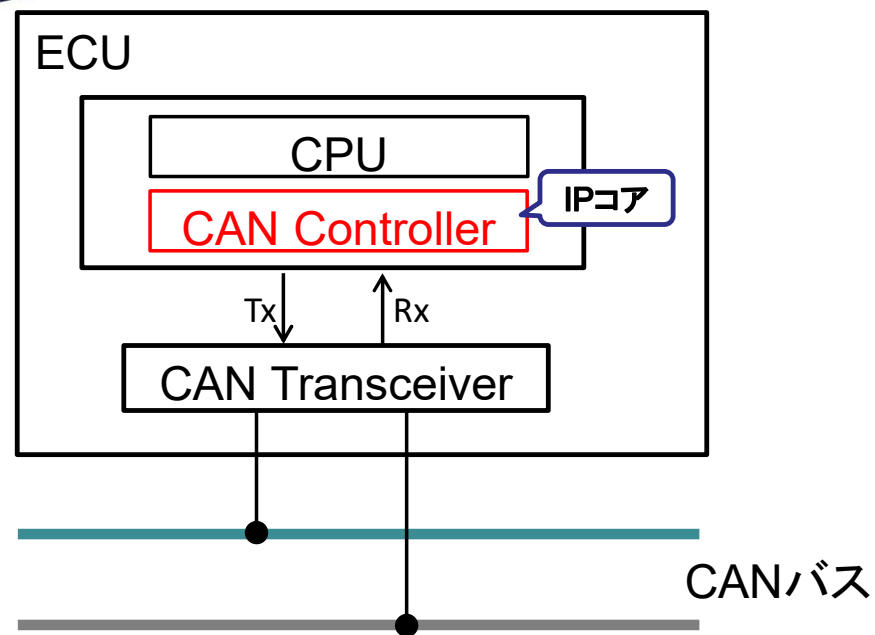 ECU
CPU
IPコア
CAN Controller
Tx
Rx
CAN Transceiver
CANバス